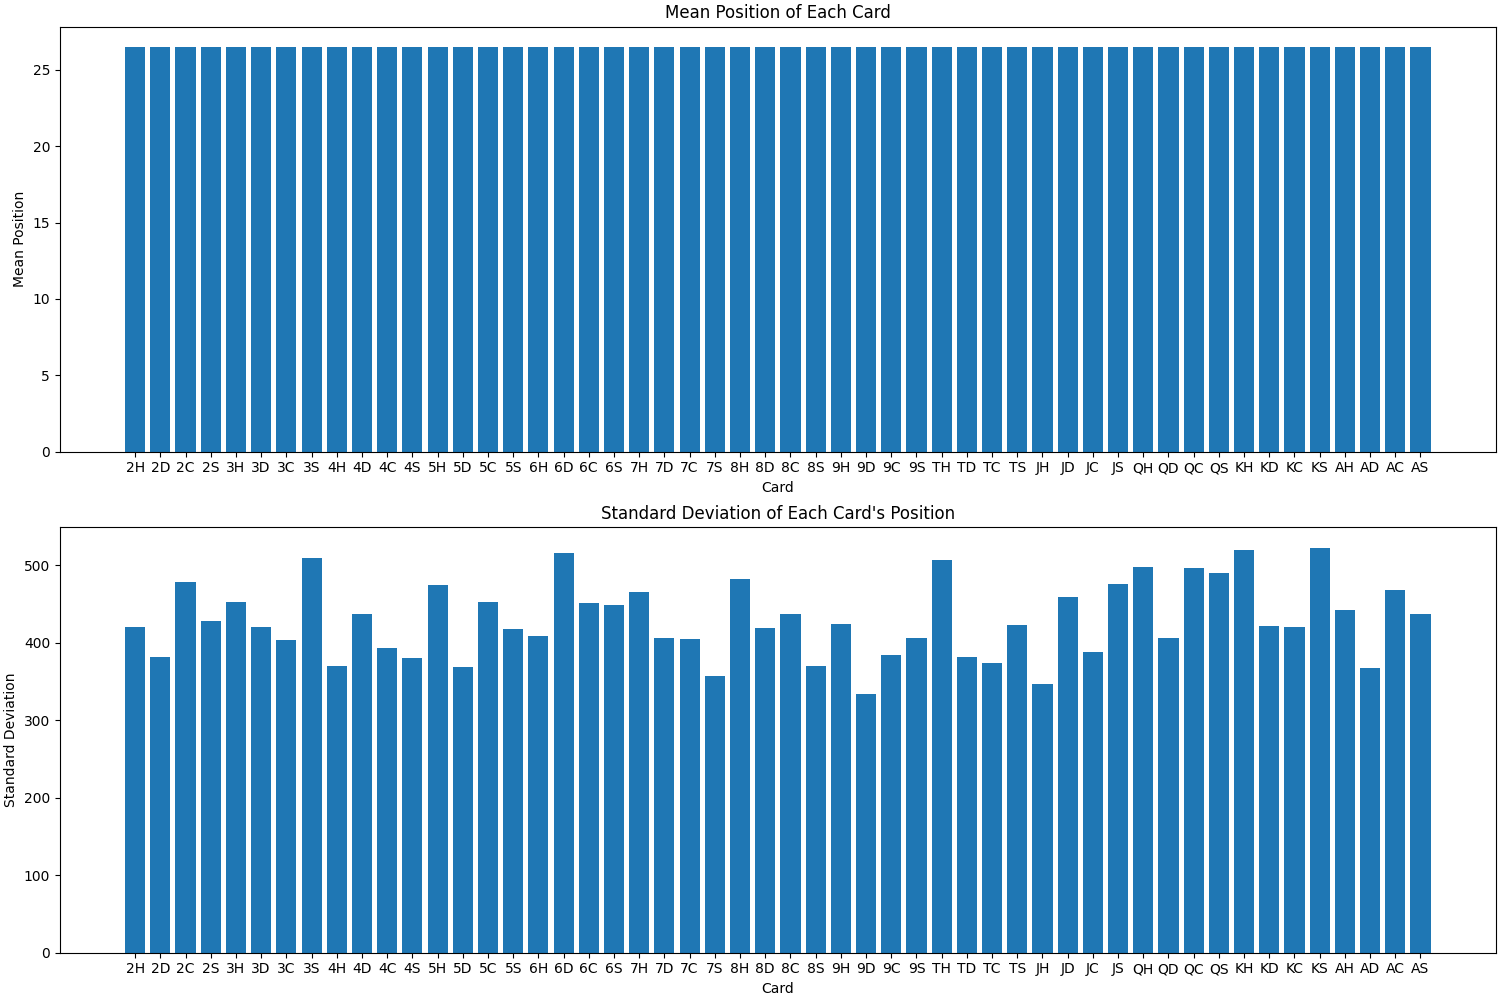 Mean Position of Each Card
Mean Position
25
20
15
10
5
0
2H 2D 2C 2S 3H 3D 3C 3S 4H 4D 4C 4S 5H 5D 5C 5S 6H 6D 6C 6S 7H 7D 7C 7S 8H 8D 8C 8S 9H 9D 9C 9S TH TD TC TS JH JD JC JS QH QD QC QS KH KD KC KS AH AD AC AS
Card
Standard Deviation of Each Card's Position
Standard Deviation
500
400
300
200
100
0
2H 2D 2C 2S 3H 3D 3C 3S 4H 4D 4C 4S 5H 5D 5C 5S 6H 6D 6C 6S 7H 7D 7C 7S 8H 8D 8C 8S 9H 9D 9C 9S TH TD TC TS JH JD JC JS QH QD QC QS KH KD KC KS AH AD AC AS
Card